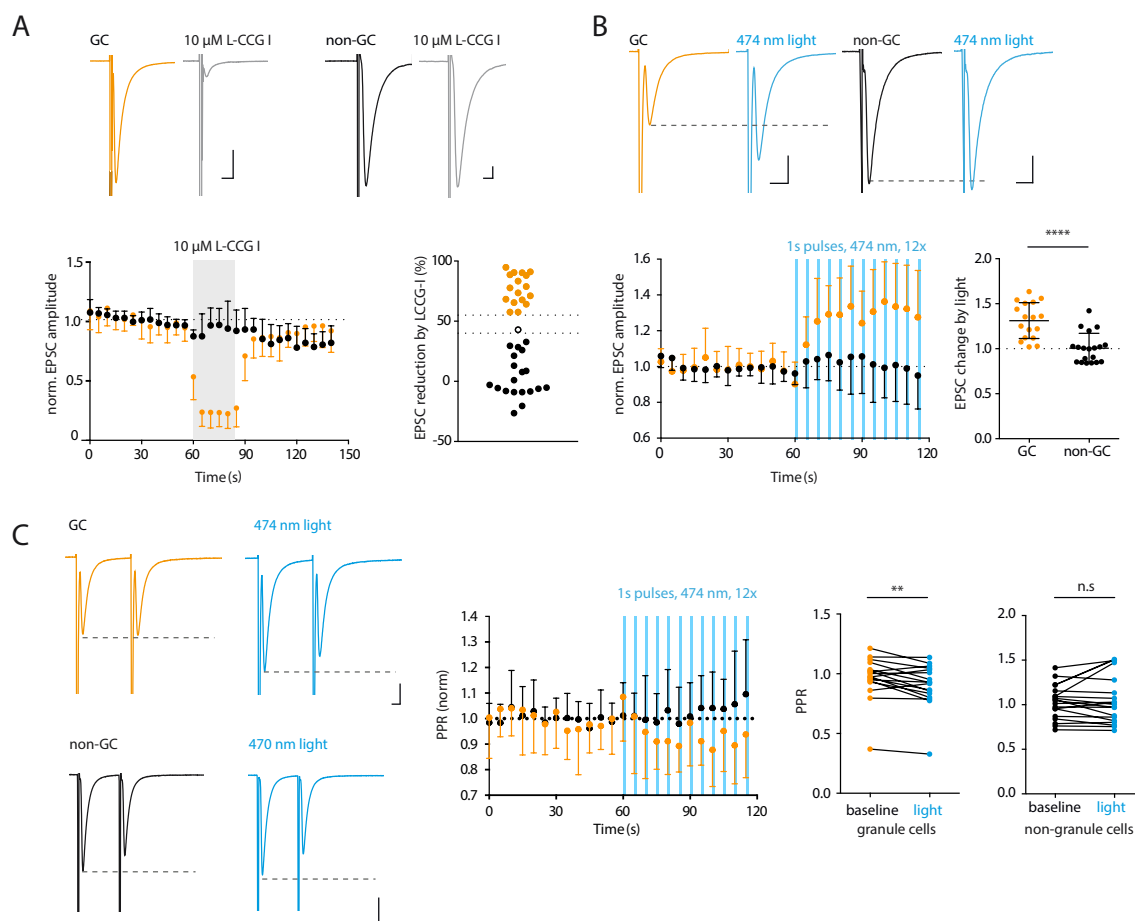 A
GC
10 µM L-CCG I
non-GC
10 µM L-CCG I
10 µM L-CCG I
norm. EPSC amplitude
1.5
1.0
0.5
0
0 30 60 90 120 150
Time (s)
EPSC reduction by LCCG-I (%)
100
50
0
-50
B
GC
474 nm light
non-GC
474 nm light
1s pulses, 474 nm, 12x
norm. EPSC amplitude
1.6
1.4
1.2
1.0
0.8
0.6
0 30 60 90 120
Time (s)
****
EPSC change by light
2.0
1.5
1.0
0.5
0.0
GC non-GC
C
GC
474 nm light
non-GC
470 nm light
1s pulses, 474 nm, 12x
PPR (norm)
1.4
1.3
1.2
1.1
1.0
0.9
0.8
0.7
0 30 60 90 120
Time (s)
**
PPR
1.5
1.0
0.5
0.0
baseline light
granule cells
n.s
2.0
1.5
1.0
0.5
0.0
baseline light
non-granule cells